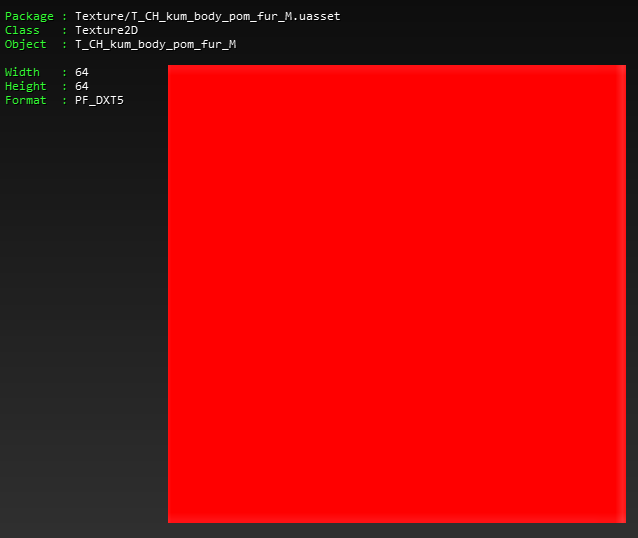 Package : Texture/T_CH_kum_body_pom_fur_M.uasset
Class : Texture2D
Object : T_CH_kum_body_pom_fur_M
Width : 64
Height : 64
Format : PF_DXT5